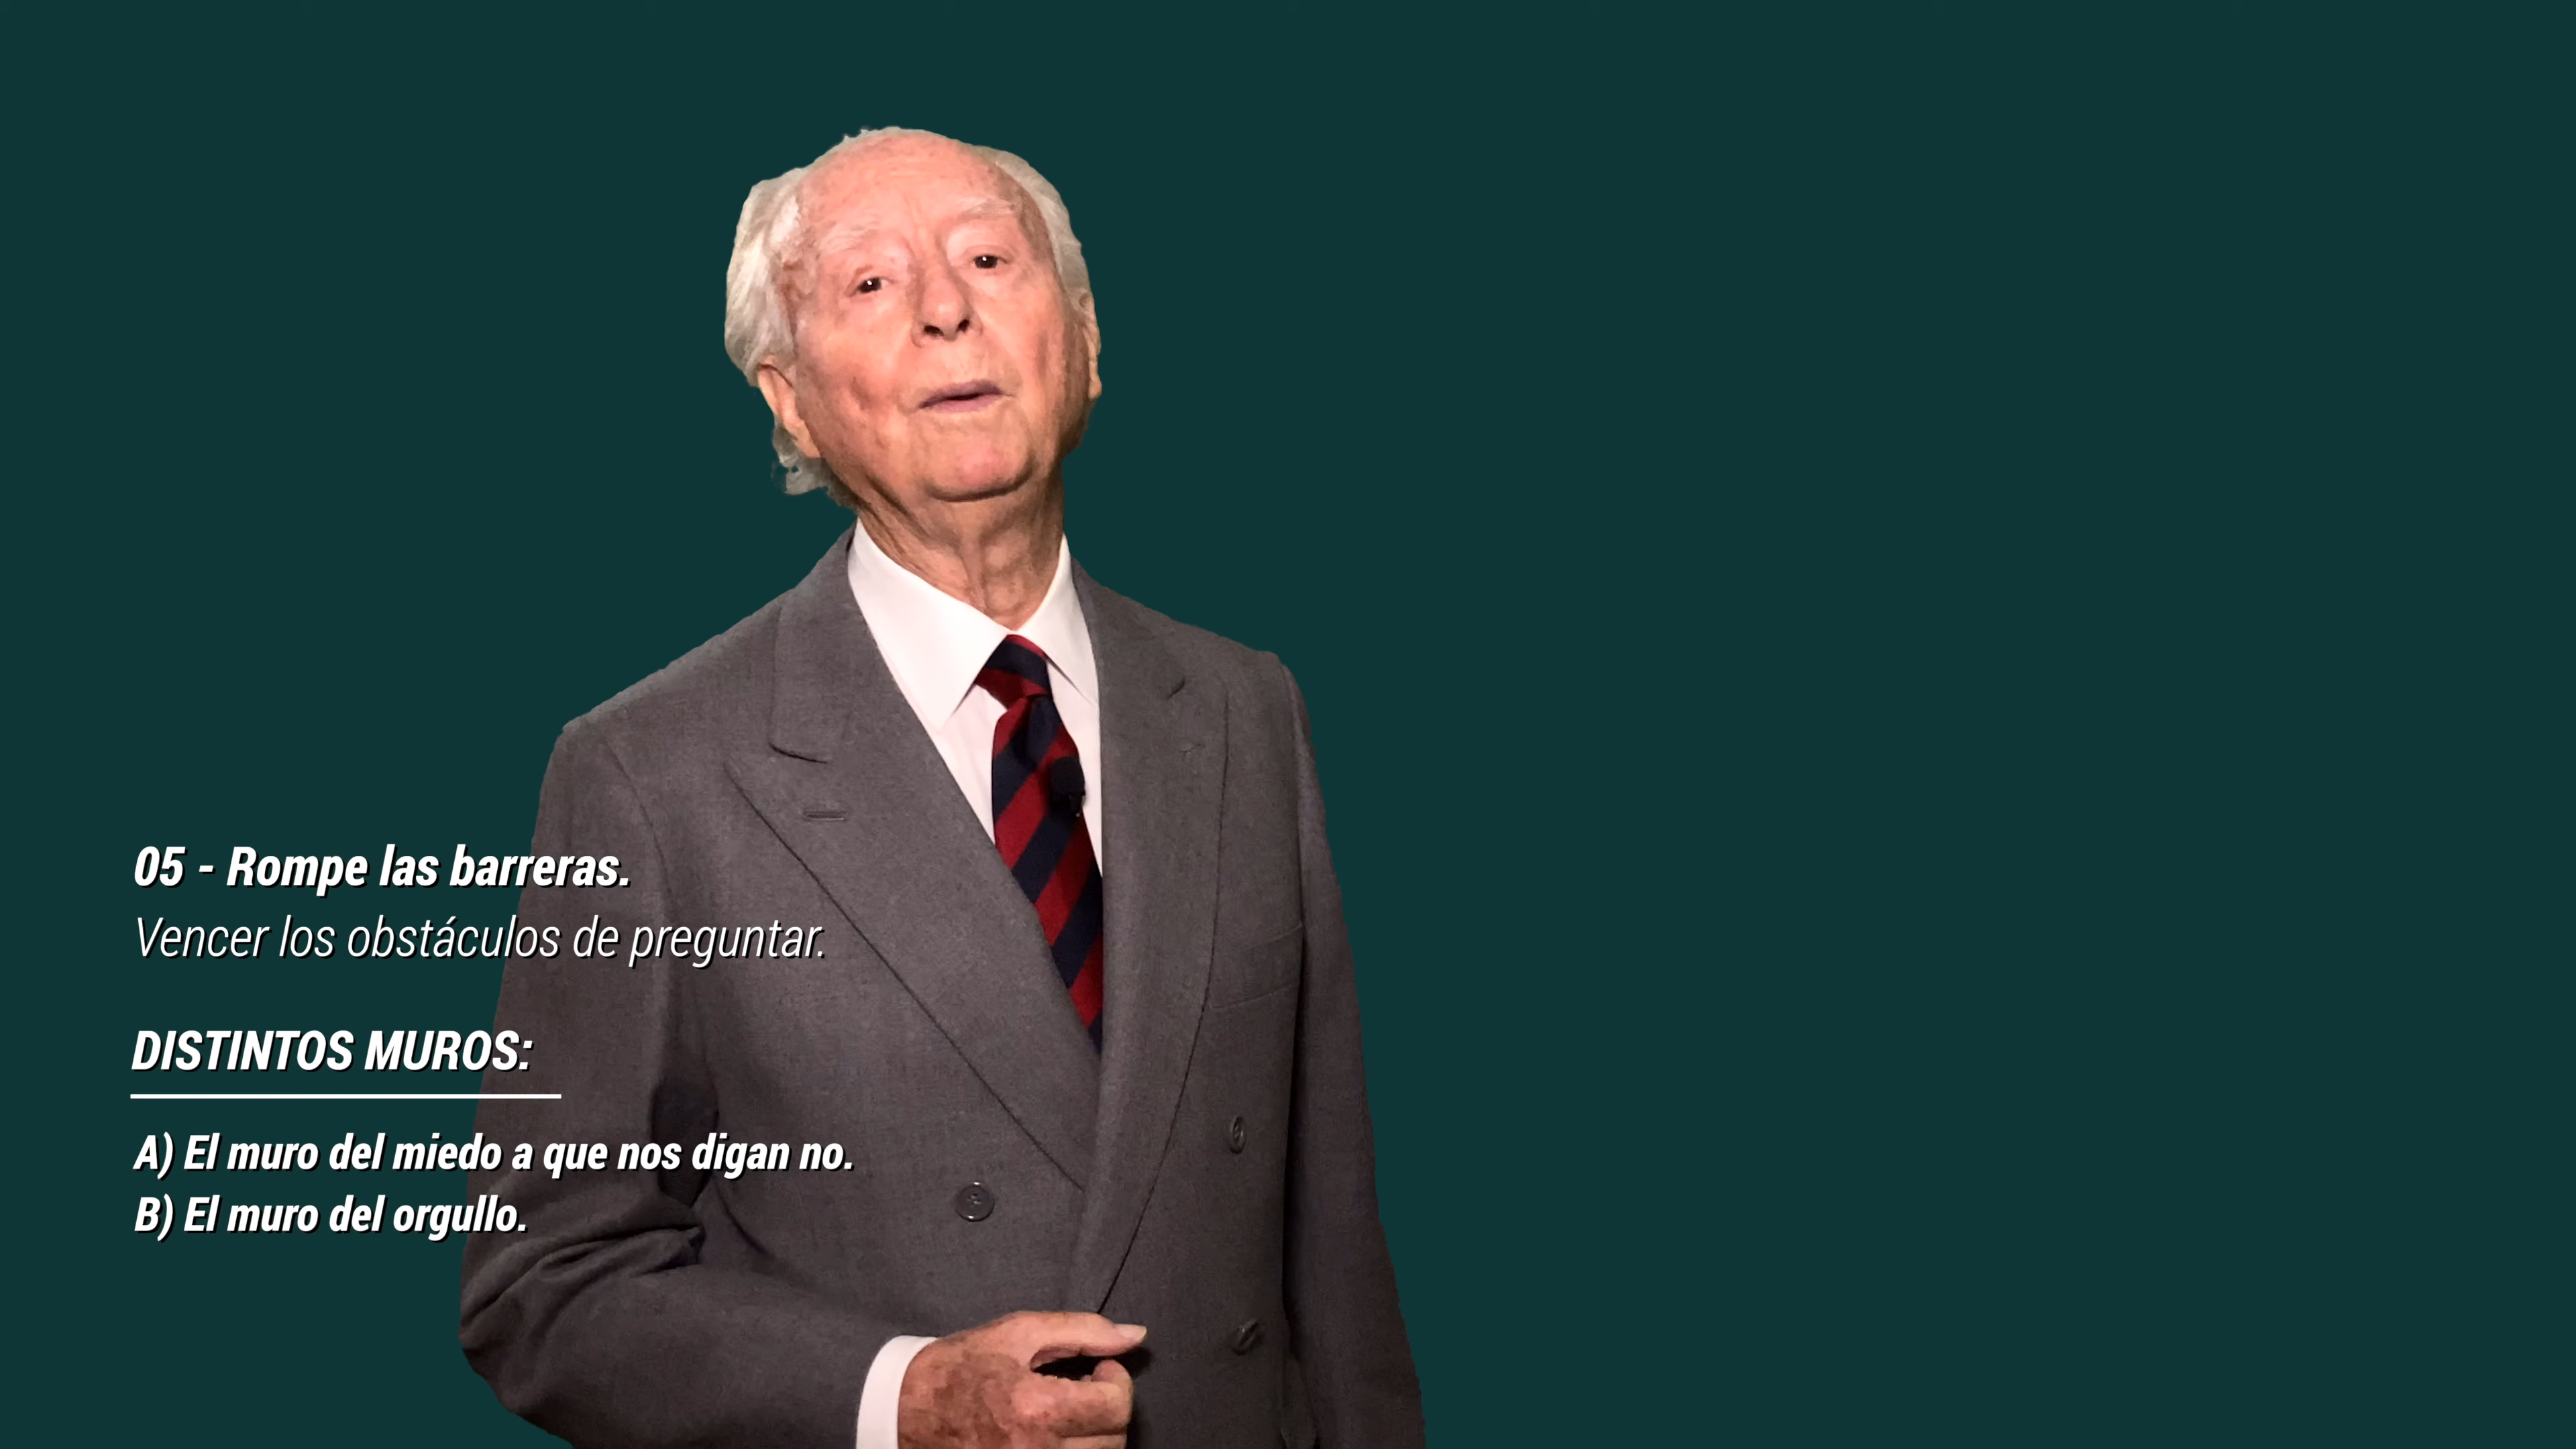 05 - Rompe las barreras.
Vencer los obstáculos de preguntar.
DISTINTOS MUROS:
A) El muro del miedo a que nos digan no.
B) El muro del orgullo.